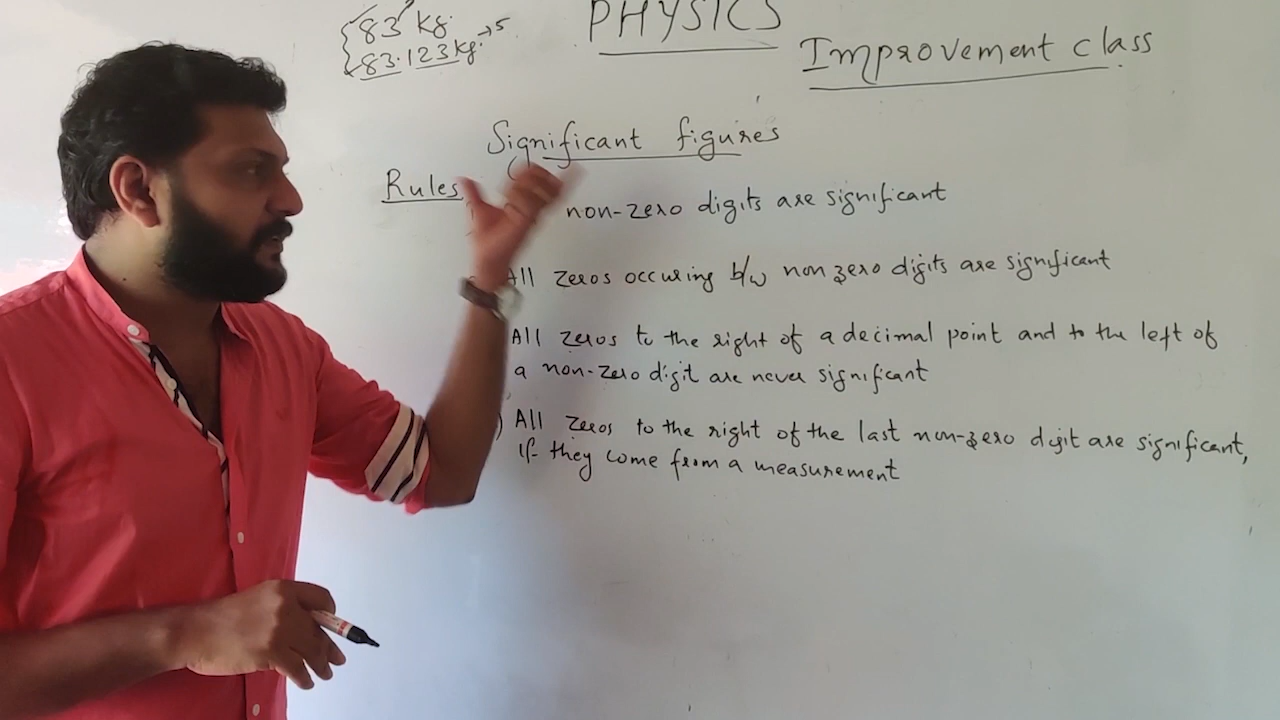 83 kg.
83.123 kg. → 5
PHYSICS
Improvement class
Significant figures
Rules
non-zero digits are significant
All zeros occuring b/w non zero digits are significant
All zeros to the right of a decimal point and to the left of
a non-zero digit are never significant
) All zeros to the right of the last non-zero digit are significant,
if they come from a measurement